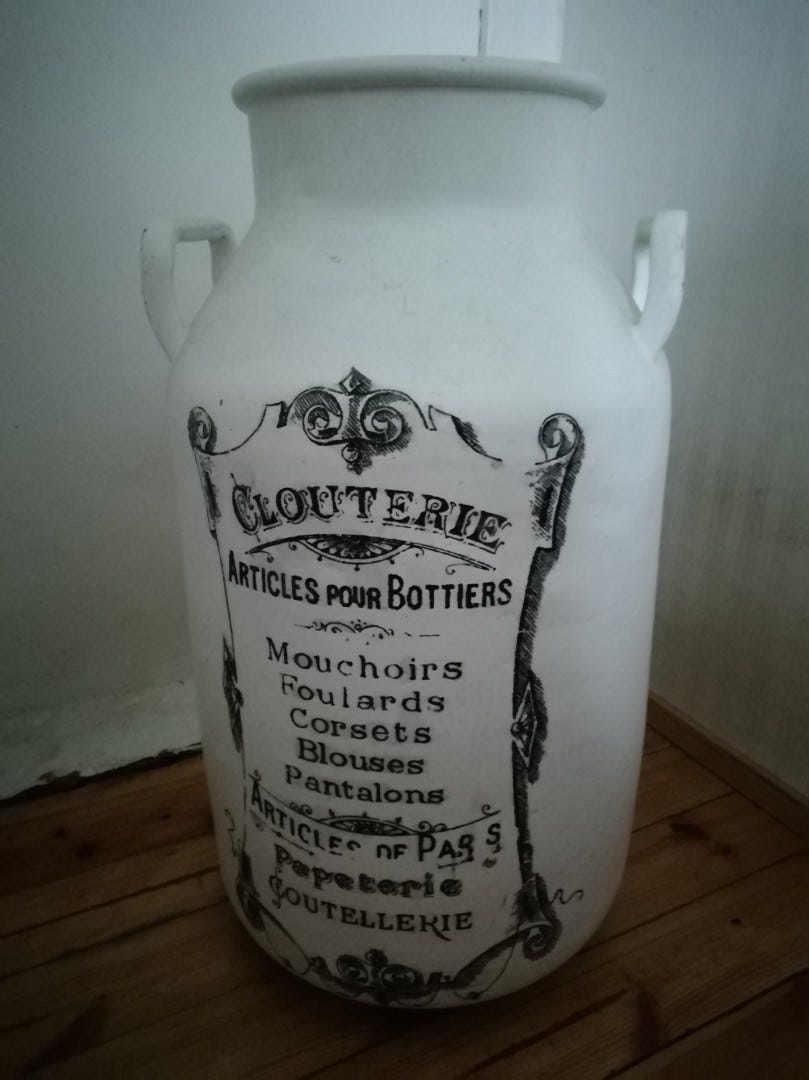 CLOUTERIE
ARTICLES POUR BOTTIERS
Mouchoirs
Foulards
Corsets
Blouses
Pantalons
ARTICLES DE PARIS
Papeterie
COUTELLERIE